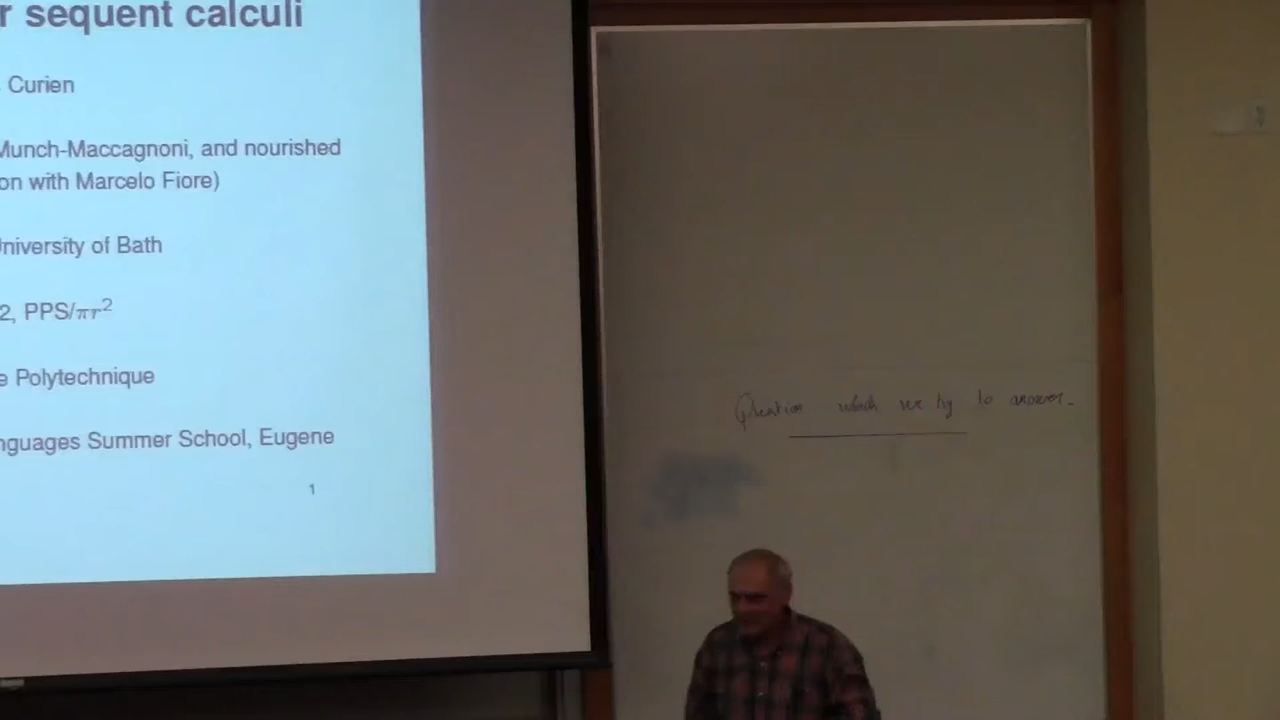 r sequent calculi
Curien
Munch-Maccagnoni, and nourished
on with Marcelo Fiore)
University of Bath
2, PPS/πr²
e Polytechnique
nguages Summer School, Eugene
1
Question which we try to answer.